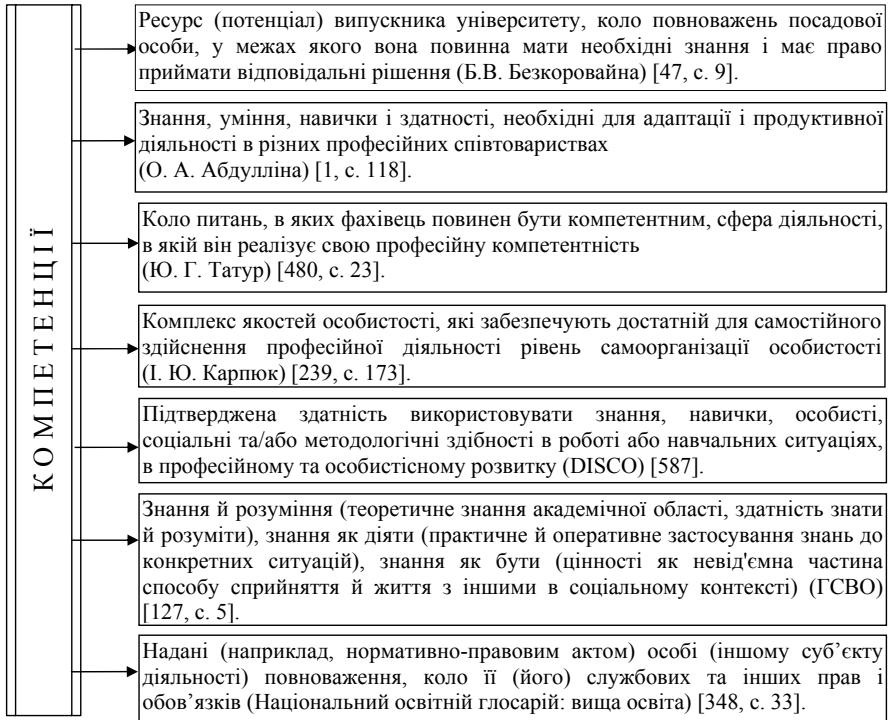 К О М П Е Т Е Н Ц І Ї
Ресурс (потенціал) випускника університету, коло повноважень посадової
особи, у межах якого вона повинна мати необхідні знання і має право
приймати відповідальні рішення (Б.В. Безкоровайна) [47, с. 9].
Знання, уміння, навички і здатності, необхідні для адаптації і продуктивної
діяльності в різних професійних співтовариствах
(О. А. Абдулліна) [1, с. 118].
Коло питань, в яких фахівець повинен бути компетентним, сфера діяльності,
в якій він реалізує свою професійну компетентність
(Ю. Г. Татур) [480, с. 23].
Комплекс якостей особистості, які забезпечують достатній для самостійного
здійснення професійної діяльності рівень самоорганізації особистості
(І. Ю. Карпюк) [239, с. 173].
Підтверджена здатність використовувати знання, навички, особисті,
соціальні та/або методологічні здібності в роботі або навчальних ситуаціях,
в професійному та особистісному розвитку (DISCO) [587].
Знання й розуміння (теоретичне знання академічної області, здатність знати
й розуміти), знання як діяти (практичне й оперативне застосування знань до
конкретних ситуацій), знання як бути (цінності як невід'ємна частина
способу сприйняття й життя з іншими в соціальному контексті) (ГСВО)
[127, с. 5].
Надані (наприклад, нормативно-правовим актом) особі (іншому суб’єкту
діяльності) повноваження, коло її (його) службових та інших прав і
обов’язків (Національний освітній глосарій: вища освіта) [348, с. 33].